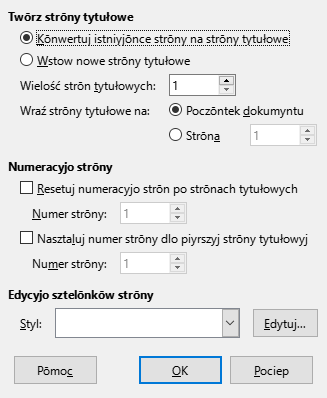 Twōrz strōny tytułowe
Kōnwertuj istniyjōnce strōny na strōny tytułowe
Wstow nowe strōny tytułowe
Wielość strōn tytułowych: 1
Wraź strōny tytułowe na: Poczōntek dokumyntu
Strōna 1
Numeracyjo strōny
Resetuj numeracyjo strōn po strōnach tytułowych
Numer strōny: 1
Nasztaluj numer strōny dlo piyrszyj strōny tytułowyj
Numer strōny: 1
Edycyjo sztelōnkōw strōny
Styl: Edytuj...
Pōmoc OK Pociep